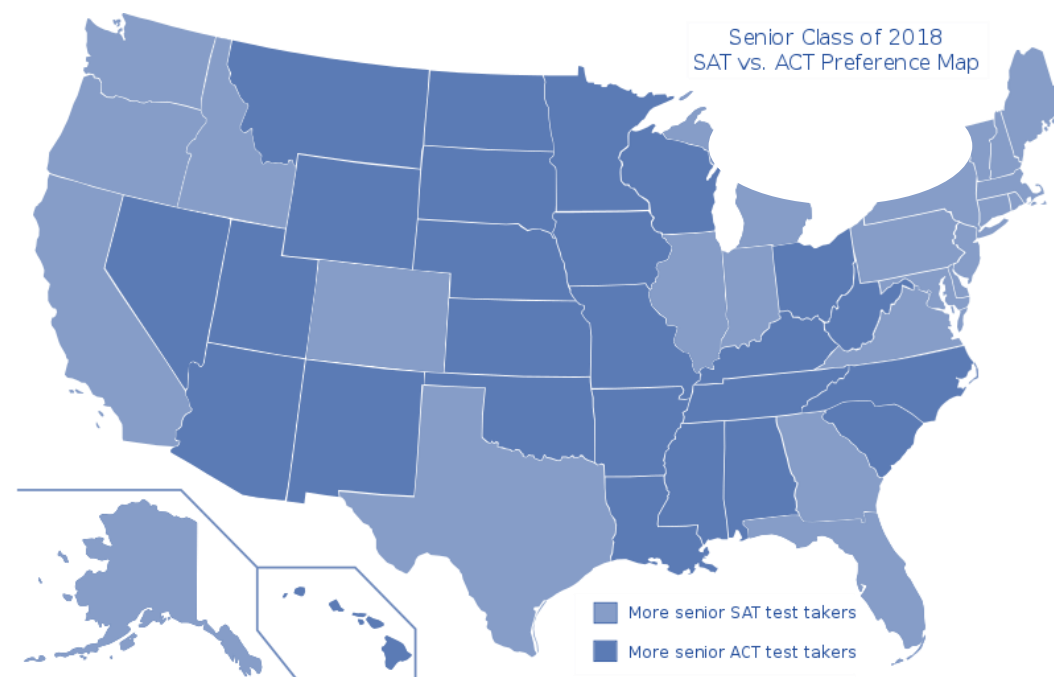 Senior Class of 2018
SAT vs. ACT Preference Map
More senior SAT test takers
More senior ACT test takers